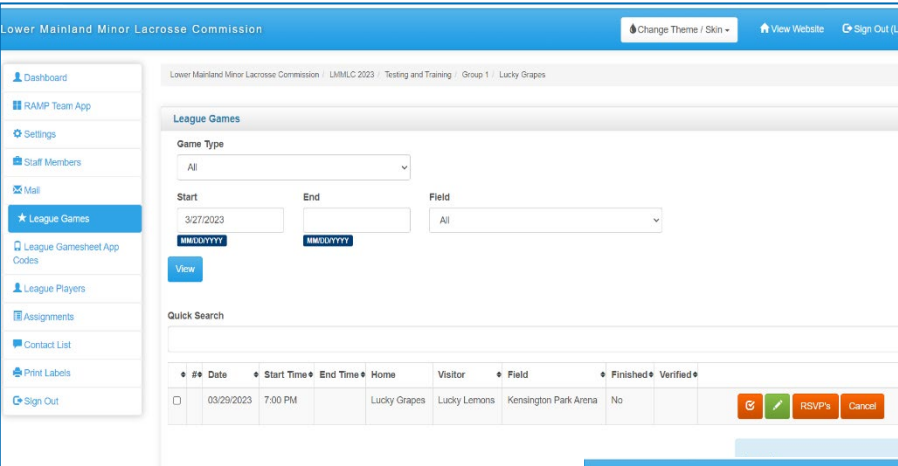 Lower Mainland Minor Lacrosse Commission
Change Theme / Skin
View Website
Sign Out (L
Dashboard
RAMP Team App
Settings
Staff Members
Mail
League Games
League Gamesheet App
Codes
League Players
Assignments
Contact List
Print Labels
Sign Out
Lower Mainland Minor Lacrosse Commission / LMMLC 2023 / Testing and Training / Group 1 / Lucky Grapes
League Games
Game Type
All
Start End Field
3/27/2023 All
MM/DD/YYYY MM/DD/YYYY
View
Quick Search
# Date Start Time End Time Home Visitor Field Finished Verified
03/29/2023 7:00 PM Lucky Grapes Lucky Lemons Kensington Park Arena No RSVP's Cancel